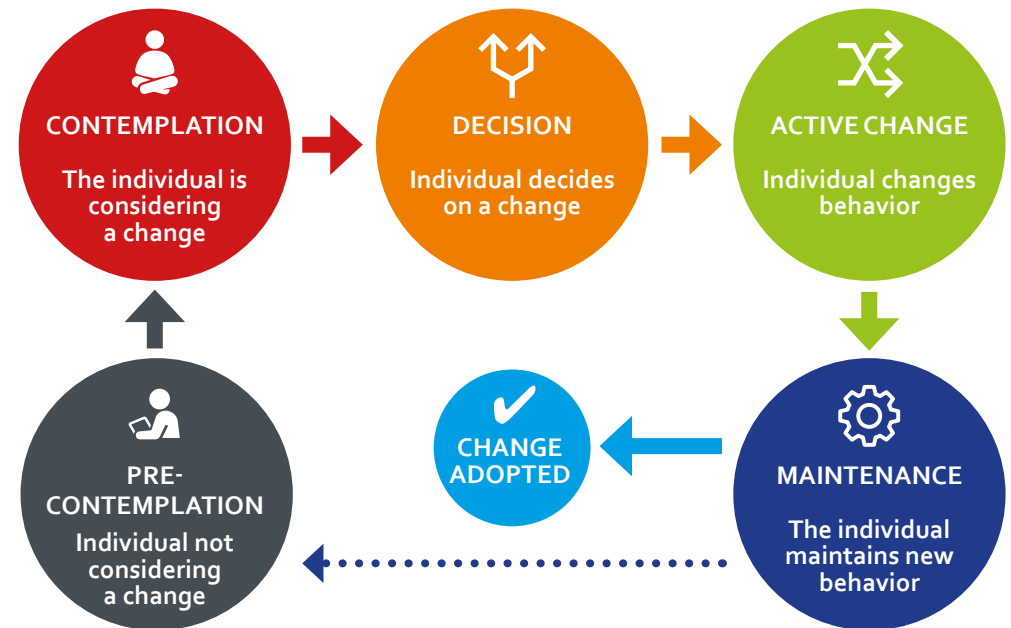 CONTEMPLATION
The individual is
considering
a change
DECISION
Individual decides
on a change
ACTIVE CHANGE
Individual changes
behavior
PRE-
CONTEMPLATION
Individual not
considering
a change
CHANGE
ADOPTED
MAINTENANCE
The individual
maintains new
behavior